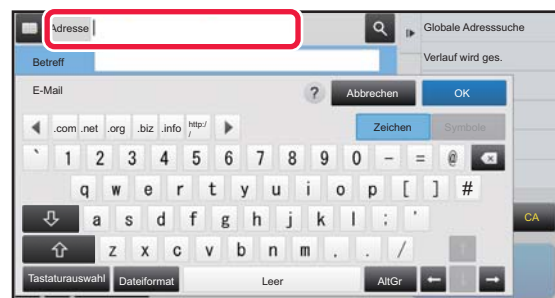 Adresse
Globale Adresssuche
Betreff
Verlauf wird ges.
E-Mail
?
Abbrechen
OK
.com .net .org .biz .info http://
Zeichen
Symbole
` 1 2 3 4 5 6 7 8 9 0 - = @
q w e r t y u i o p [ ] #
a s d f g h j k l ; '
CA
z x c v b n m . . /
Tastaturauswahl
Dateiformat
Leer
AltGr